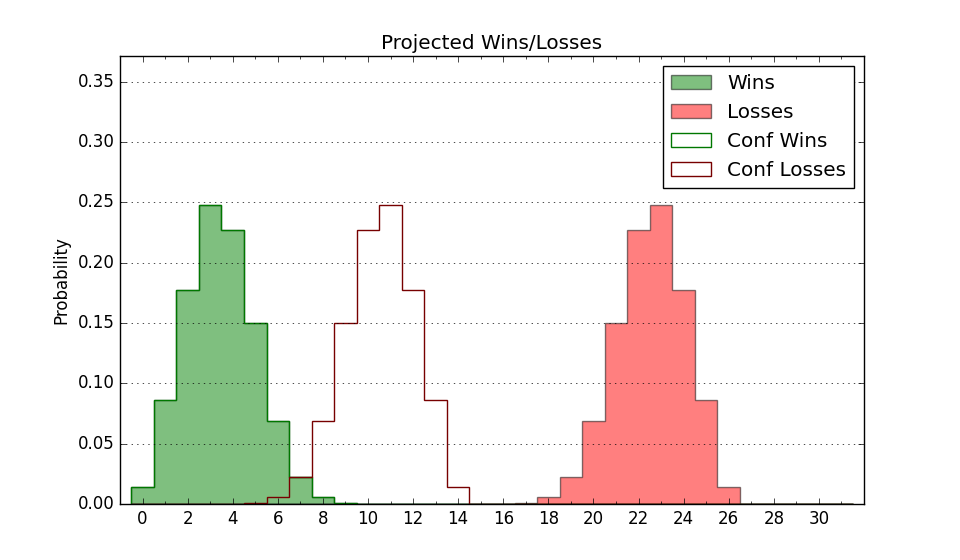 Projected Wins/Losses
0.35
0.30
0.25
0.20
0.15
0.10
0.05
0.00
Probability
Wins
Losses
Conf Wins
Conf Losses
0 2 4 6 8 10 12 14 16 18 20 22 24 26 28 30